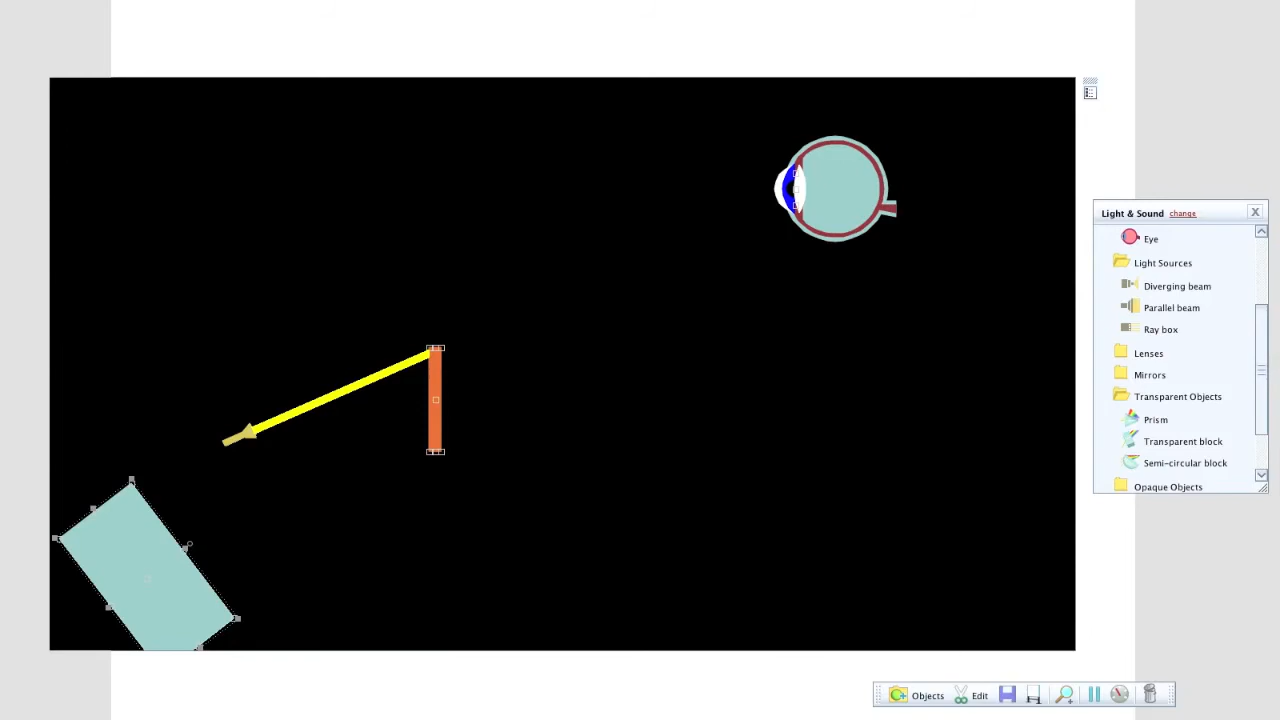 Light & Sound change X
Eye
Light Sources
Diverging beam
Parallel beam
Ray box
Lenses
Mirrors
Transparent Objects
Prism
Transparent block
Semi-circular block
Opaque Objects
Objects Edit